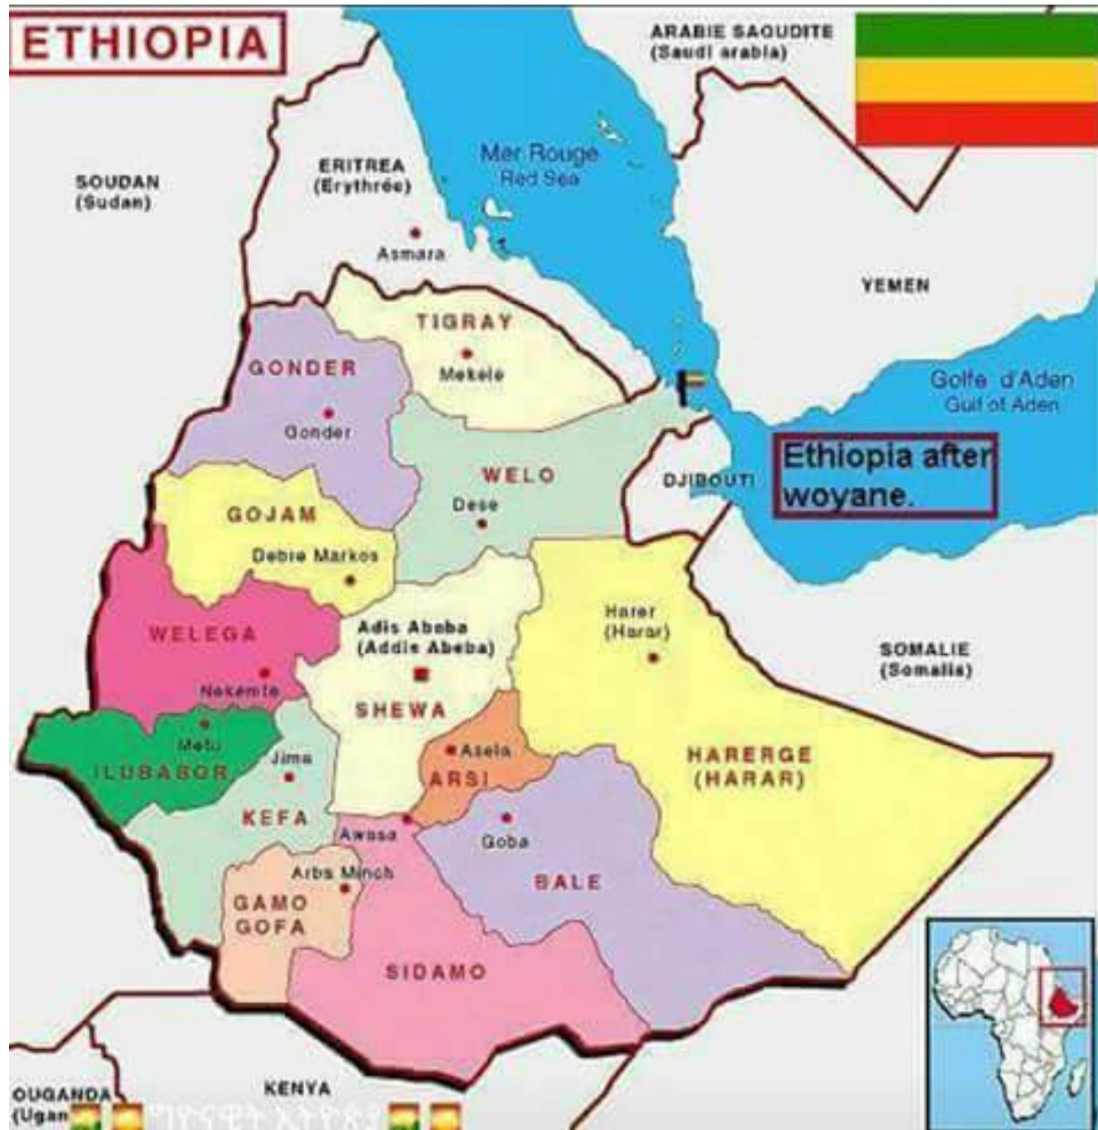 ETHIOPIA
ARABIE SAOUDITE
(Saudi arabia)
SOUDAN
(Sudan)
ERITREA
(Erythrée)
Asmara
Mer Rouge
Red Sea
YEMEN
TIGRAY
Mekele
GONDER
Gonder
Golfe d'Aden
Gulf of Aden
WELO
Dese
DJIBOUTI
Ethiopia after
woyane.
GOJAM
Debre Markos
WELEGA
Nekemte
Adis Aboba
(Addis Abeba)
SHEWA
Harer
(Harar)
SOMALIE
(Somalia)
Metu
ILUBABOR
Jima
KEFA
Asela
ARSI
HARERGE
(HARAR)
Awasa
Goba
BALE
Arba Minch
GAMO
GOFA
SIDAMO
KENYA
OUGANDA